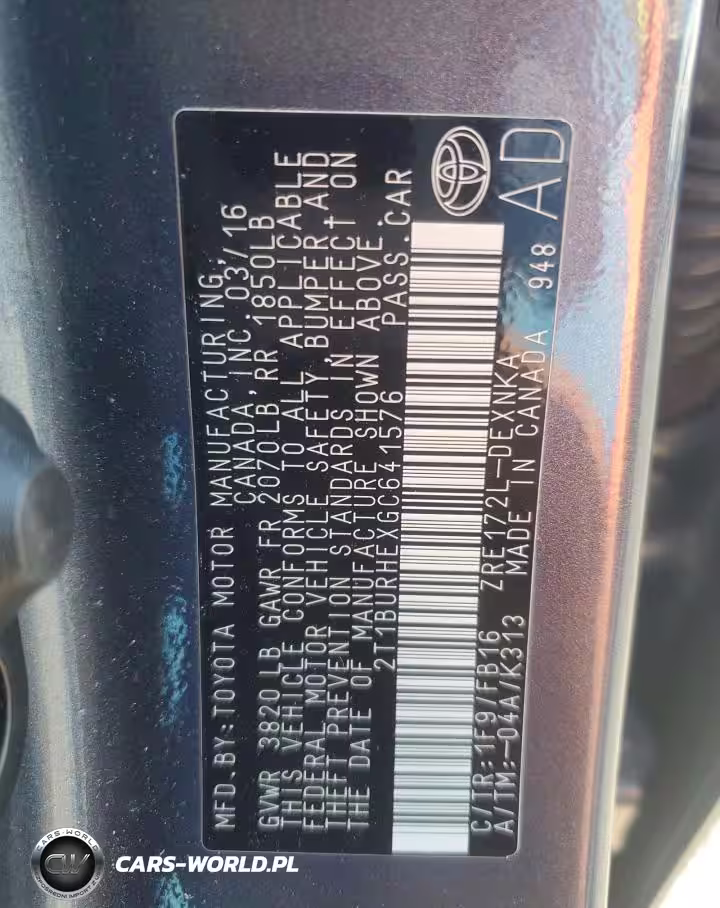 MFD.BY:TOYOTA MOTOR MANUFACTURING
CANADA, INC. 03/16
GVWR 3820LB GAWR FR 2070LB, RR 1850LB
THIS VEHICLE CONFORMS TO ALL APPLICABLE
FEDERAL MOTOR VEHICLE SAFETY, BUMPER, AND
THEFT PREVENTION STANDARDS IN EFFECT ON
THE DATE OF MANUFACTURE SHOWN ABOVE.
2T1BURHEXGC641576 PASS.CAR
C/TR:1F9/FB16 ZRE172L-DEXNKA
A/TM:-04A/K313 MADE IN CANADA 948
AD
CARS-WORLD
CW
CARS-WORLD.PL